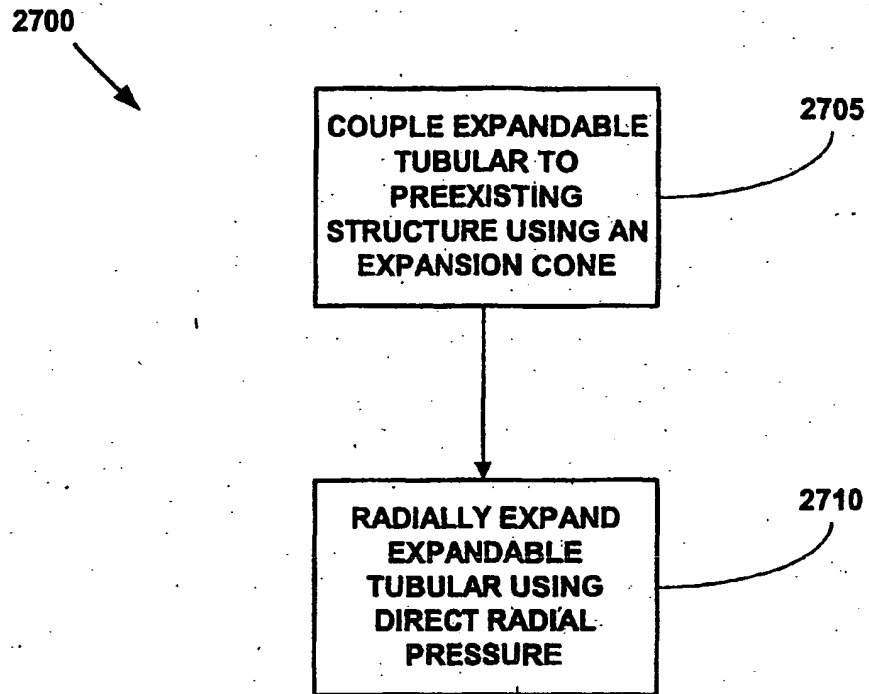 2700
COUPLE EXPANDABLE
TUBULAR TO
PREEXISTING
STRUCTURE USING AN
EXPANSION CONE
2705
RADIALLY EXPAND
EXPANDABLE
TUBULAR USING
DIRECT RADIAL
PRESSURE
2710